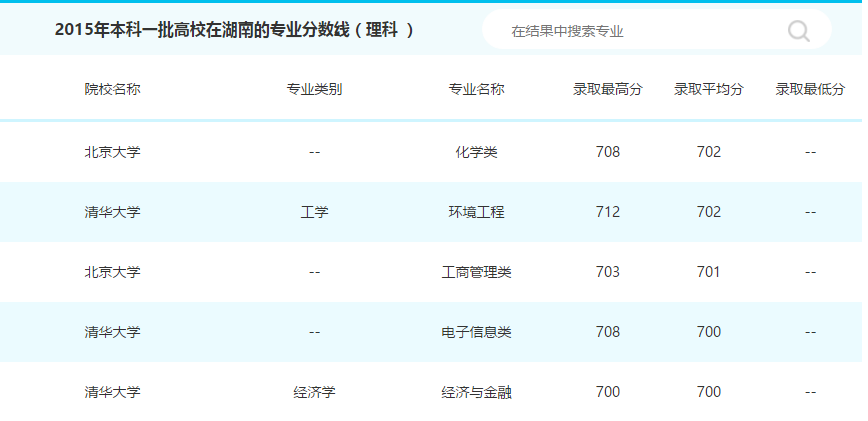 2015年本科一批高校在湖南的专业分数线（理科 ）
在结果中搜索专业
院校名称 专业类别 专业名称 录取最高分 录取平均分 录取最低分
北京大学 -- 化学类 708 702 --
清华大学 工学 环境工程 712 702 --
北京大学 -- 工商管理类 703 701 --
清华大学 -- 电子信息类 708 700 --
清华大学 经济学 经济与金融 700 700 --